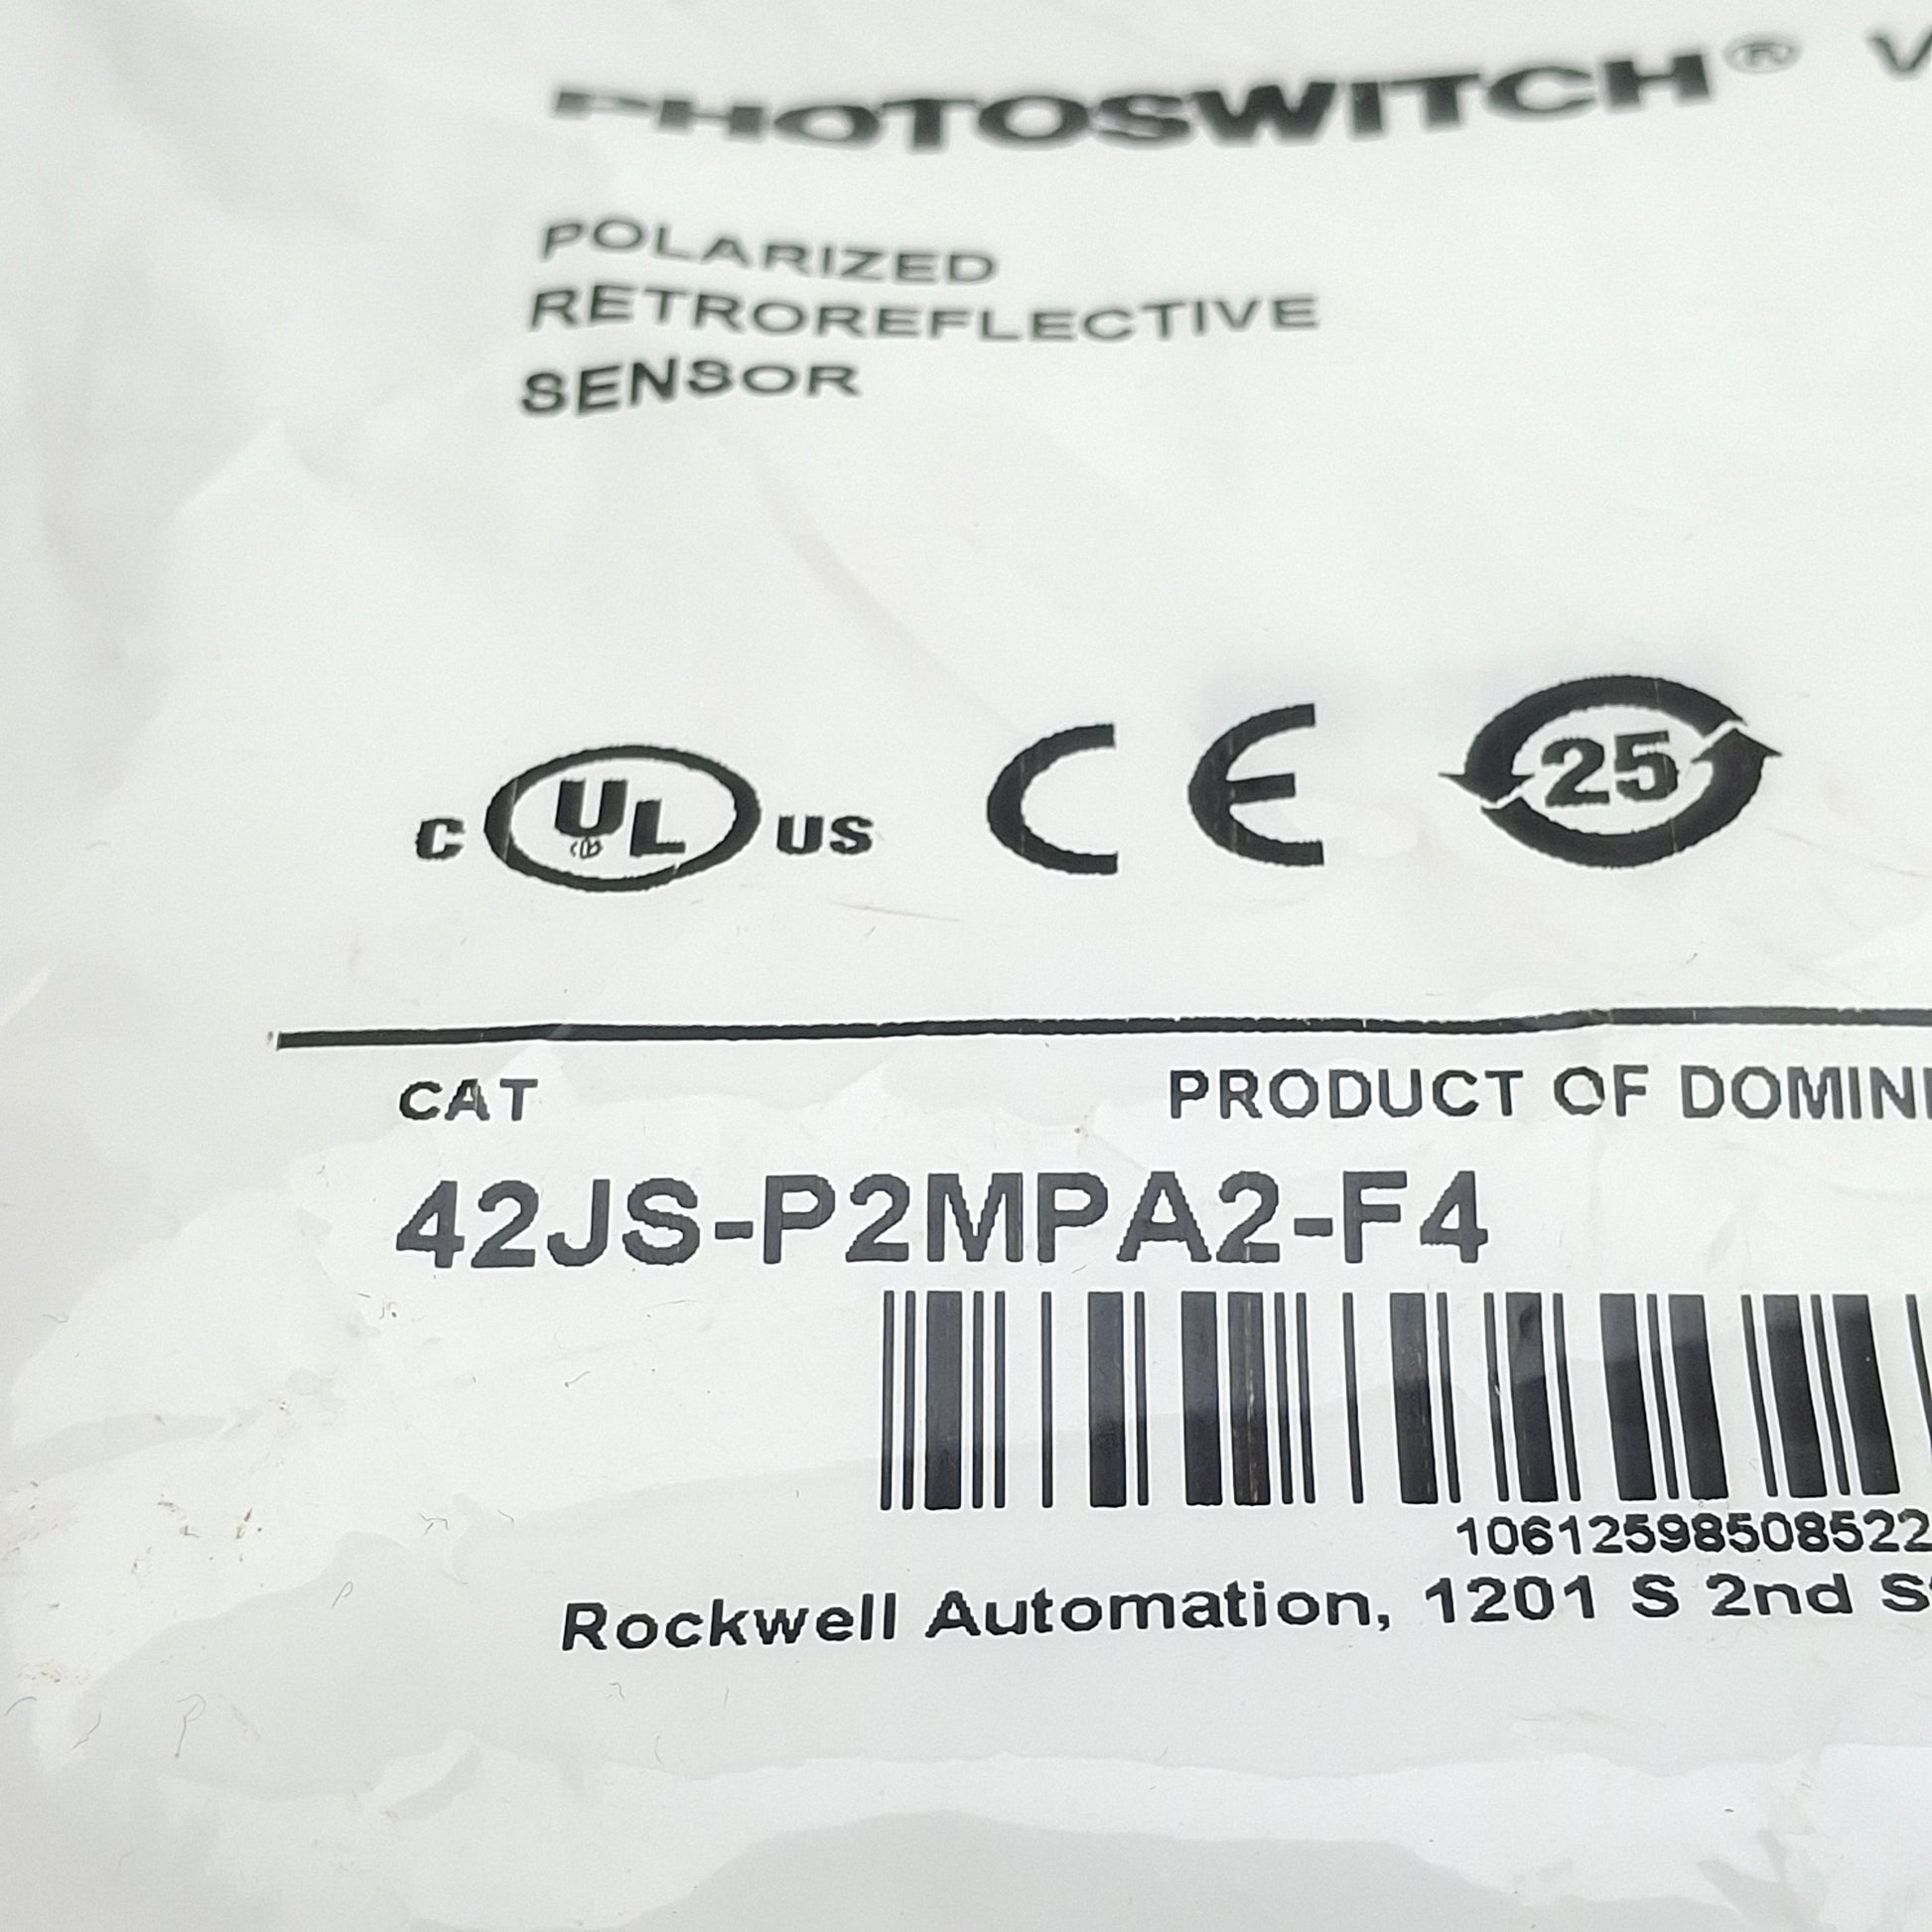 PHOTOSWITCH® V
POLARIZED
RETROREFLECTIVE
SENSOR
C UL US CE 25
CAT
PRODUCT OF DOMINI
42JS-P2MPA2-F4
10612598508522
Rockwell Automation, 1201 S 2nd S